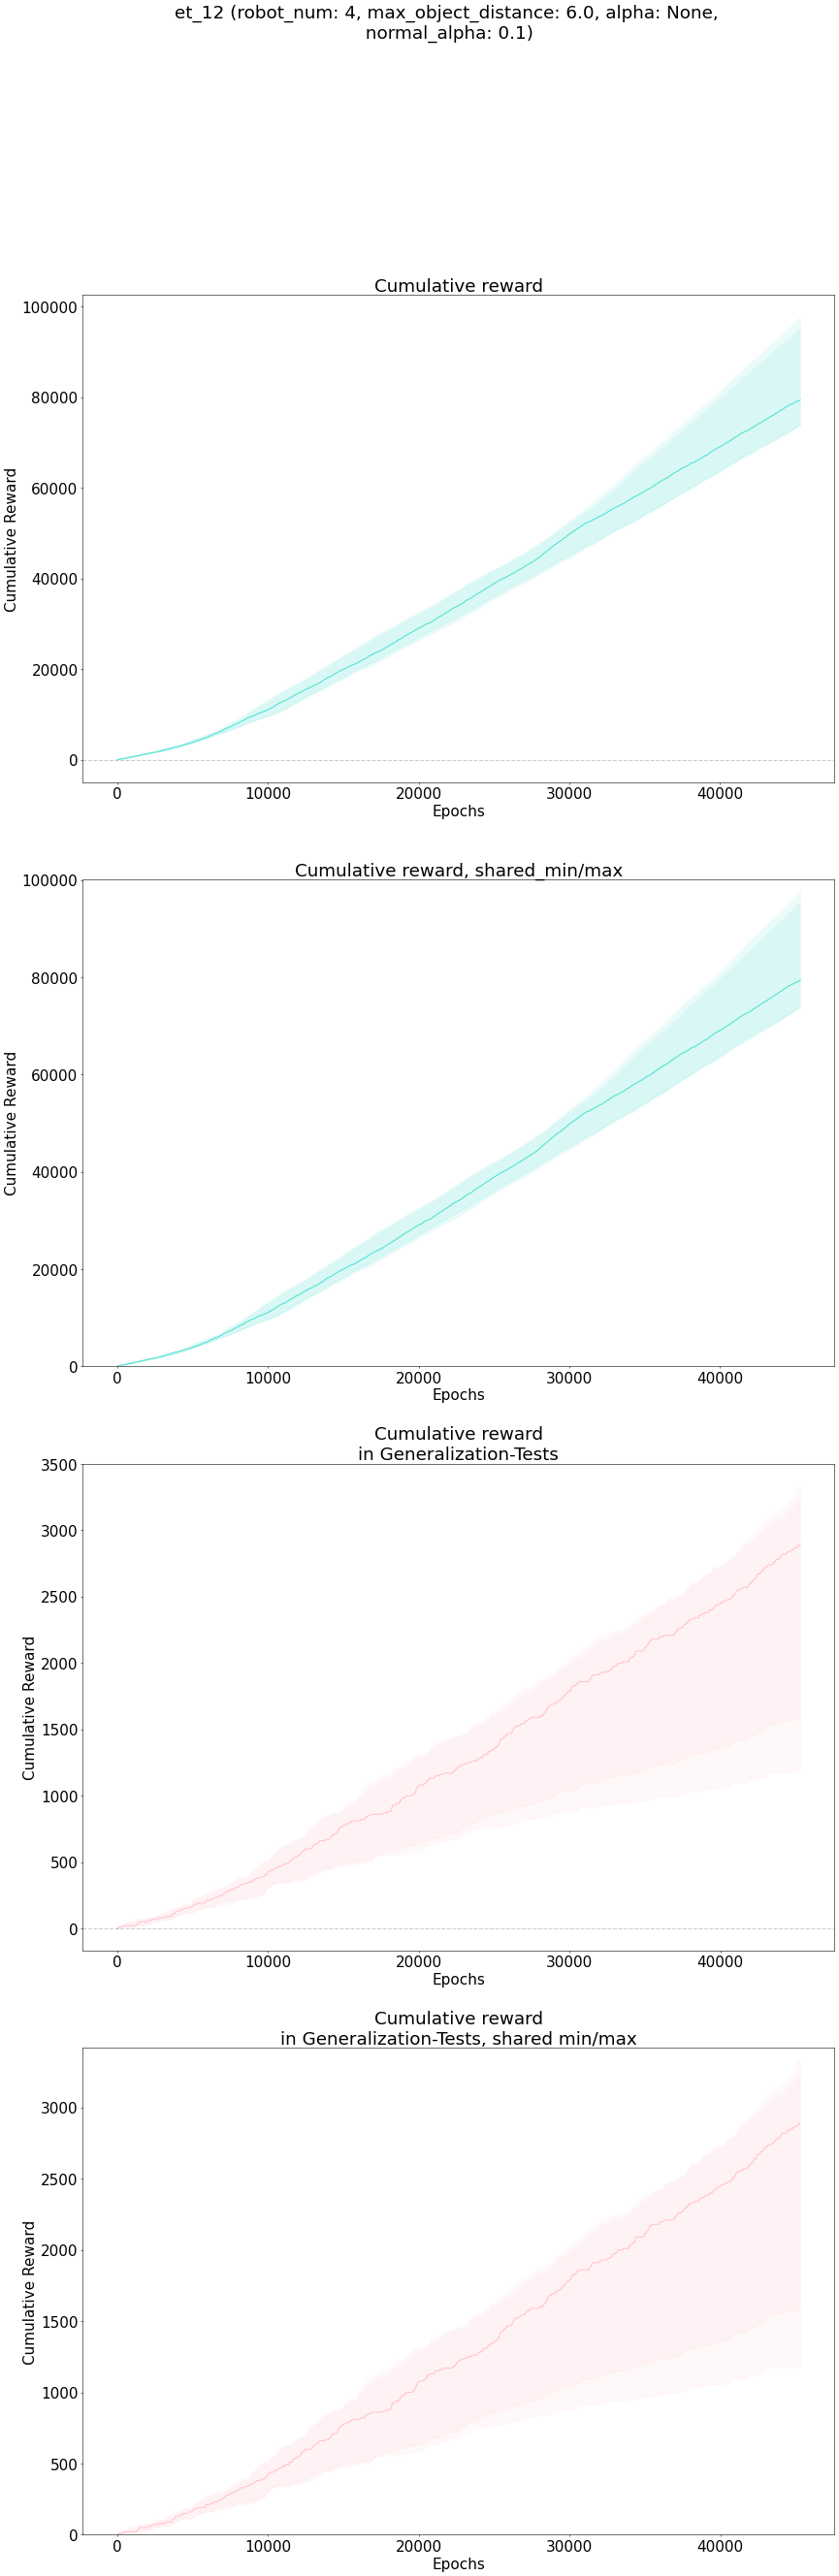 et_12 (robot_num: 4, max_object_distance: 6.0, alpha: None,
normal_alpha: 0.1)
Cumulative reward
100000
80000
60000
40000
20000
0
Cumulative Reward
0 10000 20000 30000 40000
Epochs
Cumulative reward, shared_min/max
100000
80000
60000
40000
20000
0
Cumulative Reward
0 10000 20000 30000 40000
Epochs
Cumulative reward
in Generalization-Tests
3500
3000
2500
2000
1500
1000
500
0
Cumulative Reward
0 10000 20000 30000 40000
Epochs
Cumulative reward
in Generalization-Tests, shared min/max
3000
2500
2000
1500
1000
500
0
Cumulative Reward
0 10000 20000 30000 40000
Epochs